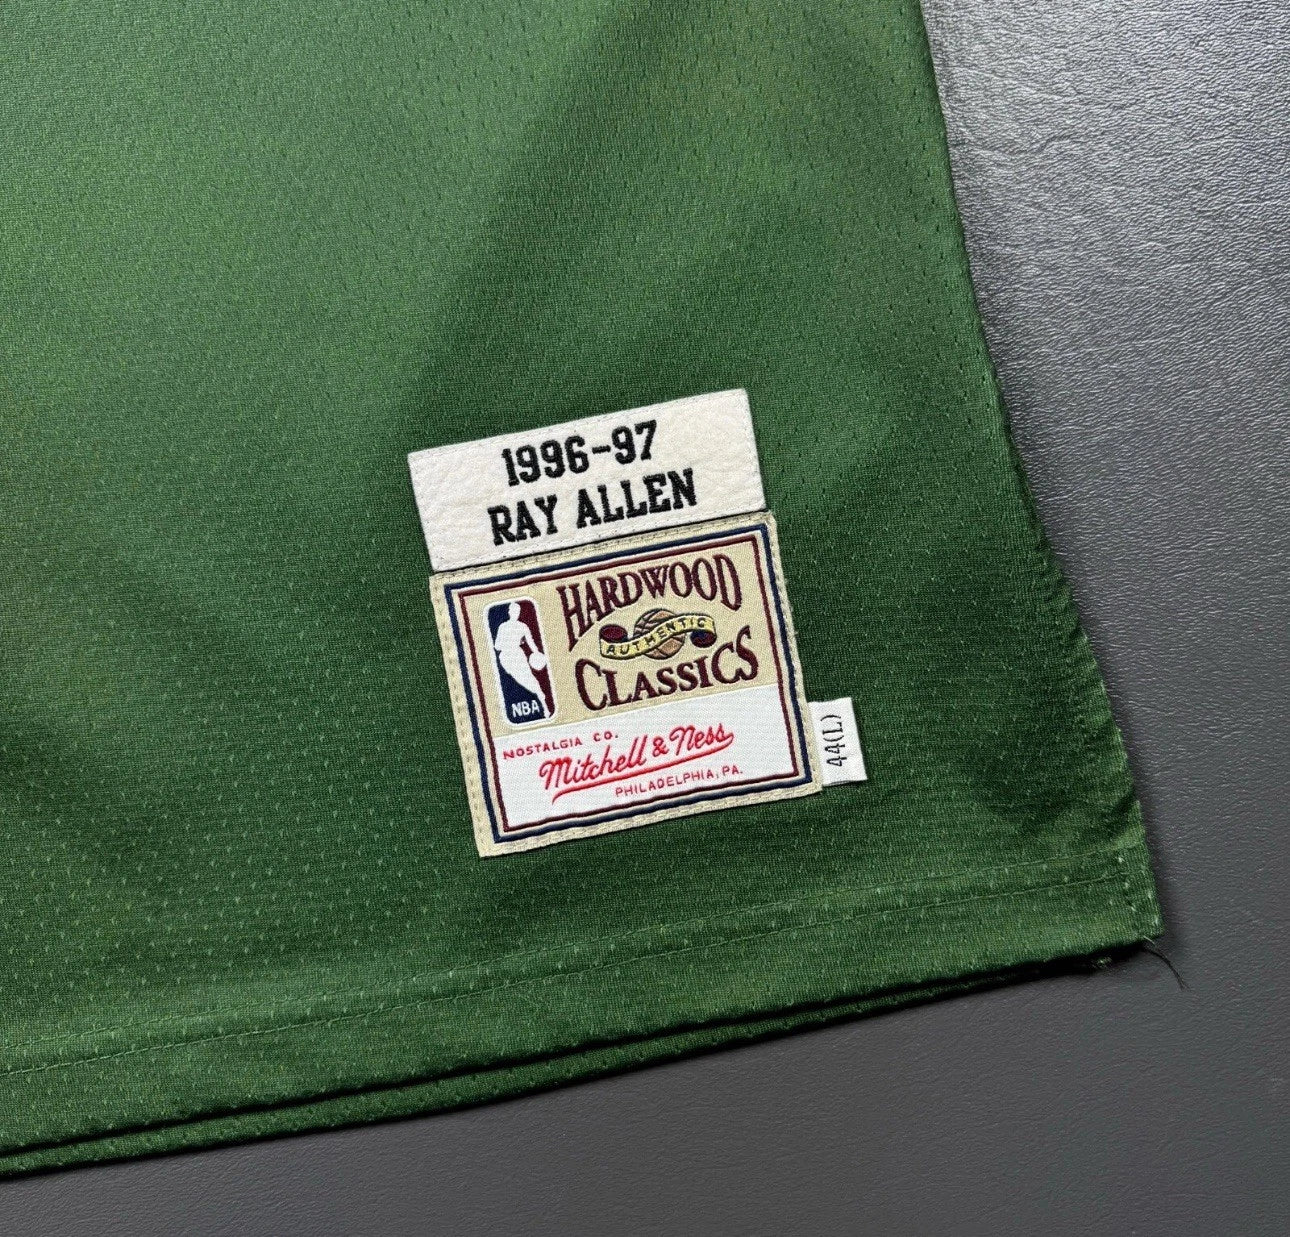 1996-97
RAY ALLEN
HARDWOOD
AUTHENTIC
CLASSICS
NBA
NOSTALGIA CO.
Mitchell & Ness
PHILADELPHIA, PA.
44(L)